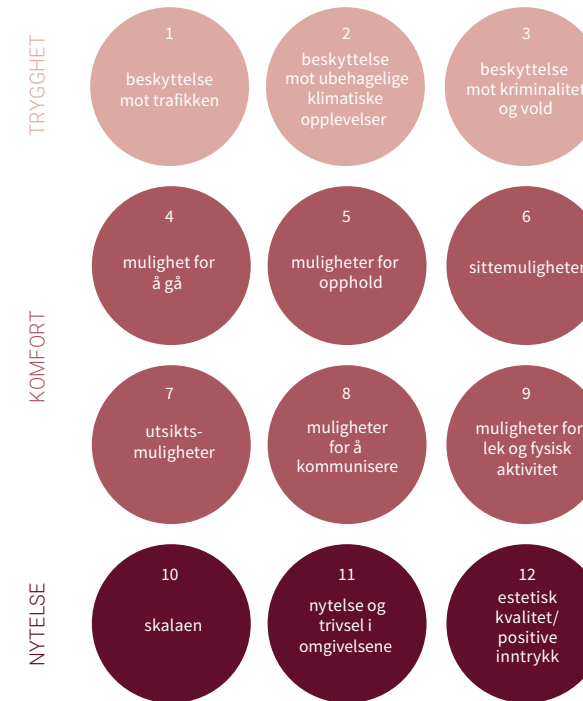 TRYGGHET
1
beskyttelse
mot trafikken
2
beskyttelse
mot ubehagelige
klimatiske
opplevelser
3
beskyttelse
mot kriminalitet
og vold
KOMFORT
4
mulighet for
å gå
5
muligheter for
opphold
6
sittemuligheter
7
utsikts-
muligheter
8
muligheter
for å
kommunisere
9
muligheter for
lek og fysisk
aktivitet
NYTELSE
10
skalaen
11
nytelse og
trivsel i
omgivelsene
12
estetisk
kvalitet/
positive
inntrykk